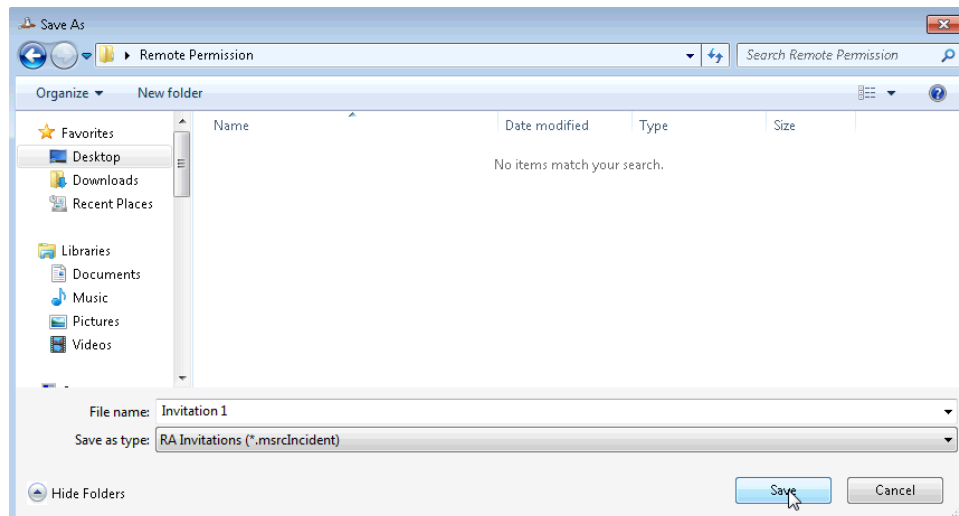 Save As
Remote Permission
Search Remote Permission
Organize
New folder
Name
Date modified
Type
Size
No items match your search.
Favorites
Desktop
Downloads
Recent Places
Libraries
Documents
Music
Pictures
Videos
File name: Invitation 1
Save as type: RA Invitations (*.msrcIncident)
Hide Folders
Save
Cancel